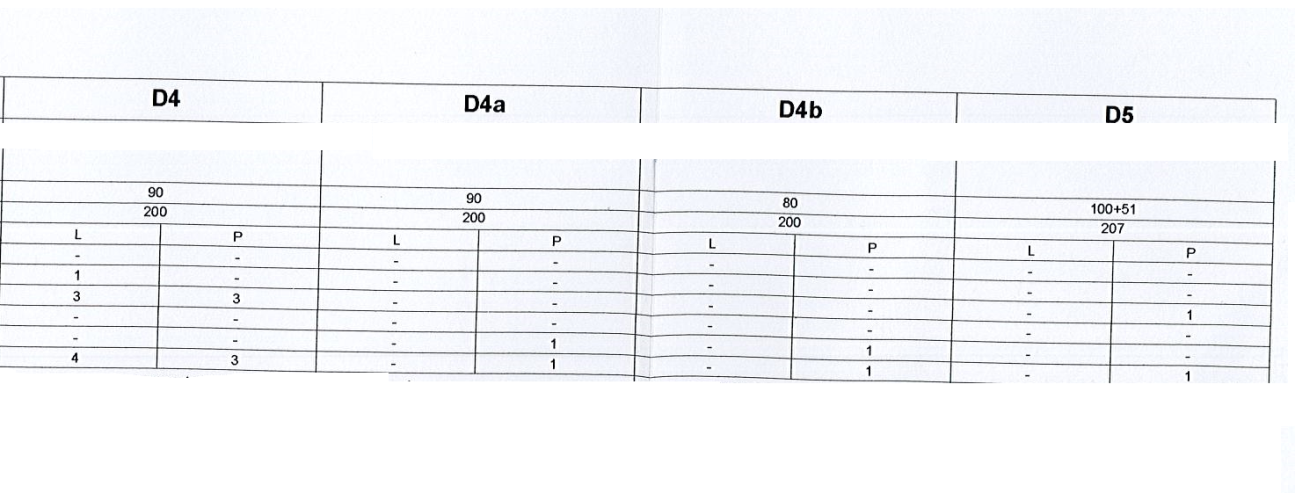 D4 D4a D4b D5
90 90 80 100+51
200 200 200 207
L P L P L P L P
- - - - - - - -
1 - - - - - - -
3 3 - - - - - 1
- - - - - - - -
- - - 1 - 1 - -
4 3 - 1 - 1 - 1